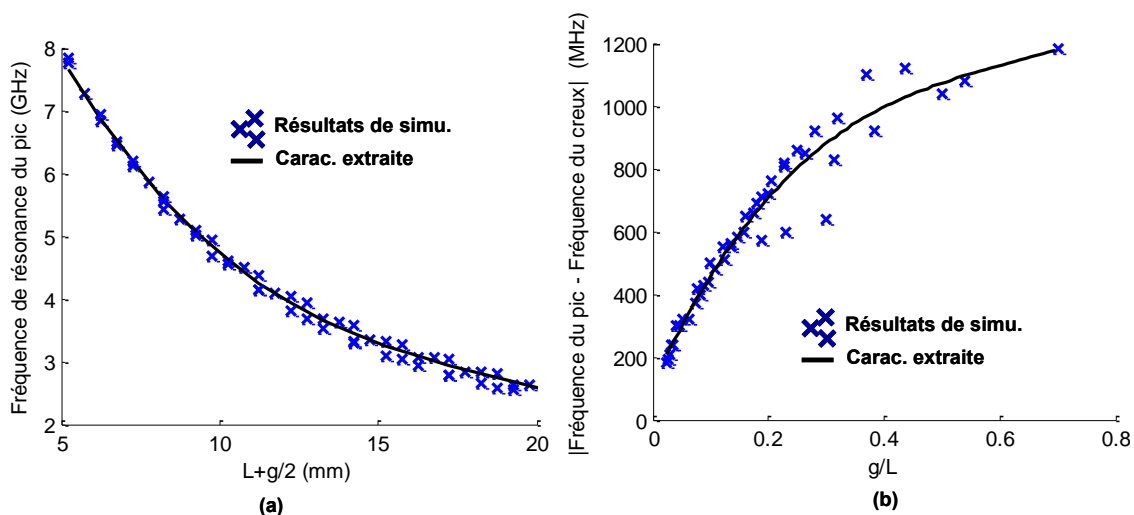 Fréquence de résonance du pic (GHz)
8
7
6
5
4
3
2
5
10
15
20
L+g/2 (mm)
Résultats de simu.
Carac. extraite
(a)
|Fréquence du pic - Fréquence du creux| (MHz)
1200
1000
800
600
400
200
0
0
0.2
0.4
0.6
0.8
g/L
Résultats de simu.
Carac. extraite
(b)